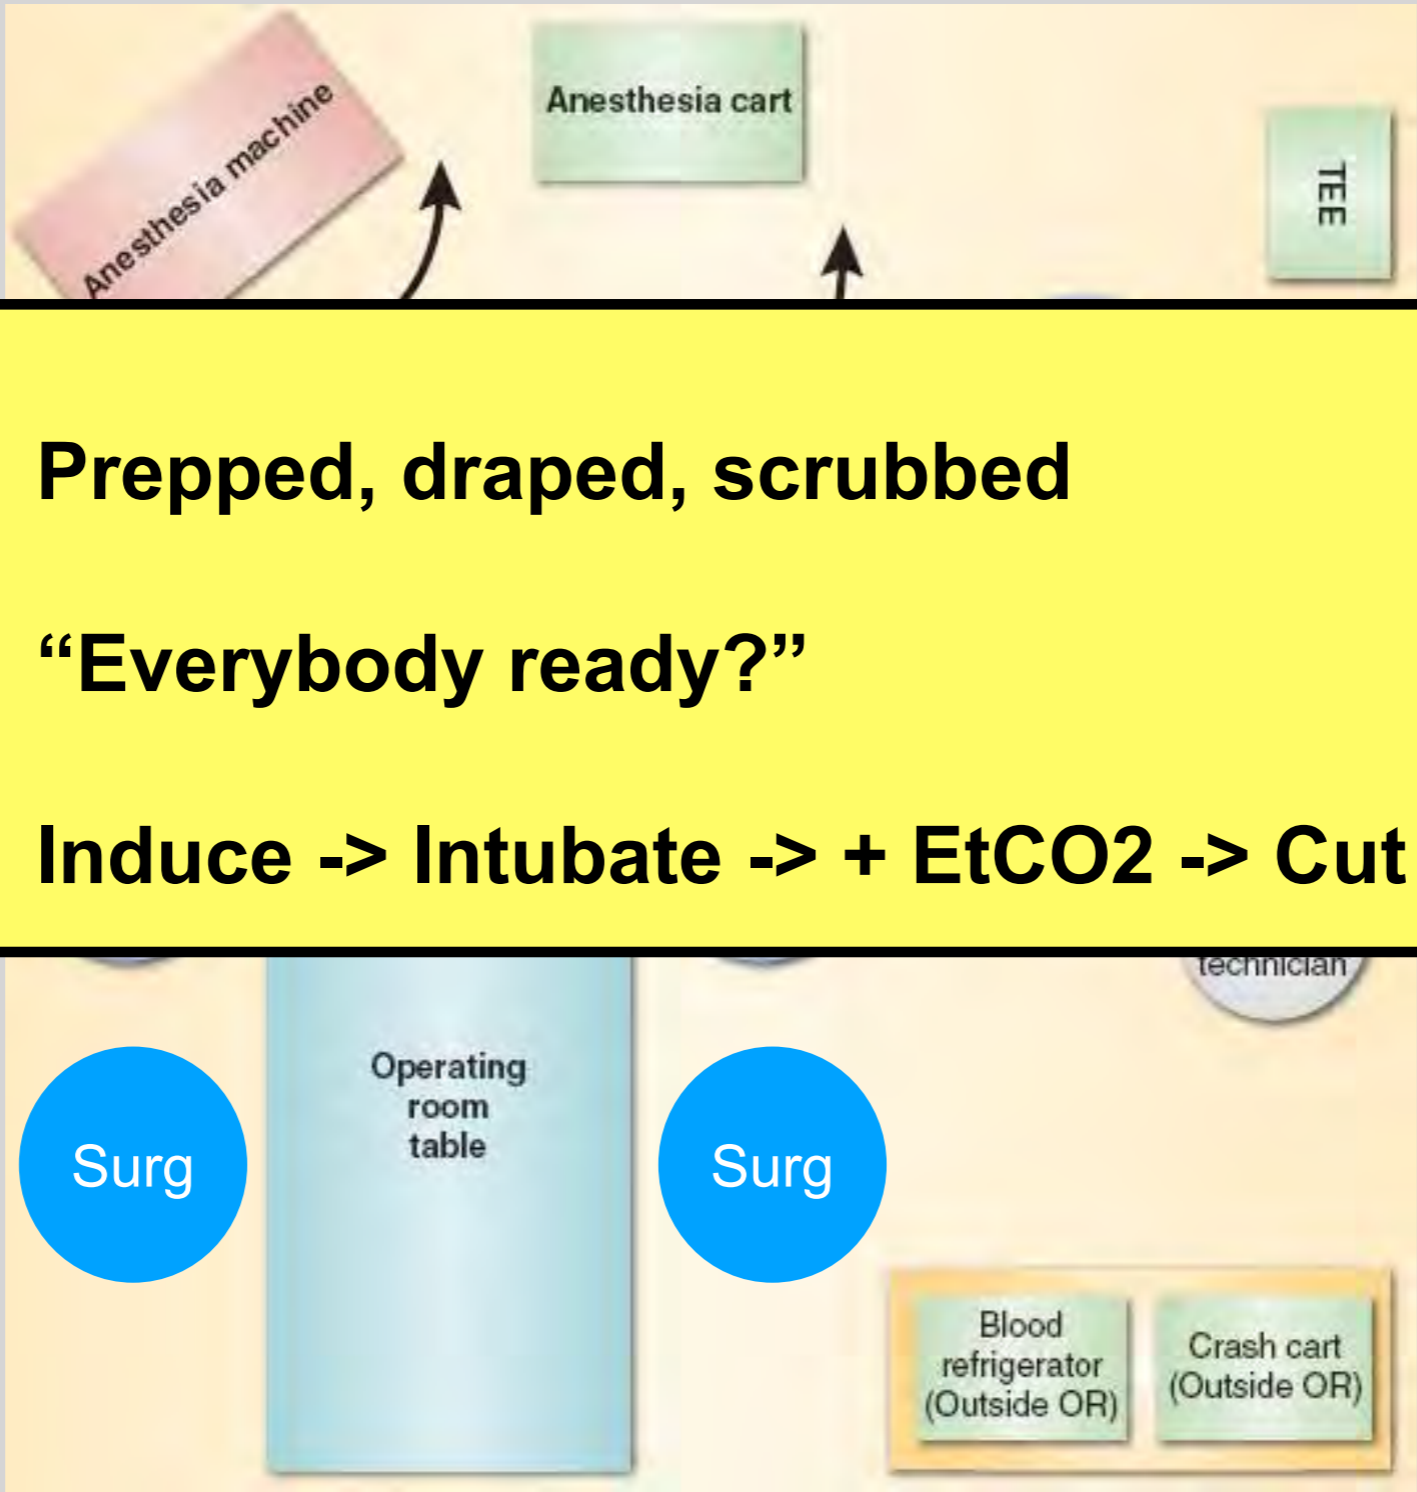 Anesthesia machine
Anesthesia cart
TEE
Prepped, draped, scrubbed
“Everybody ready?”
Induce -> Intubate -> + EtCO2 -> Cut
technician
Operating
room
table
Surg
Surg
Blood
refrigerator
(Outside OR)
Crash cart
(Outside OR)